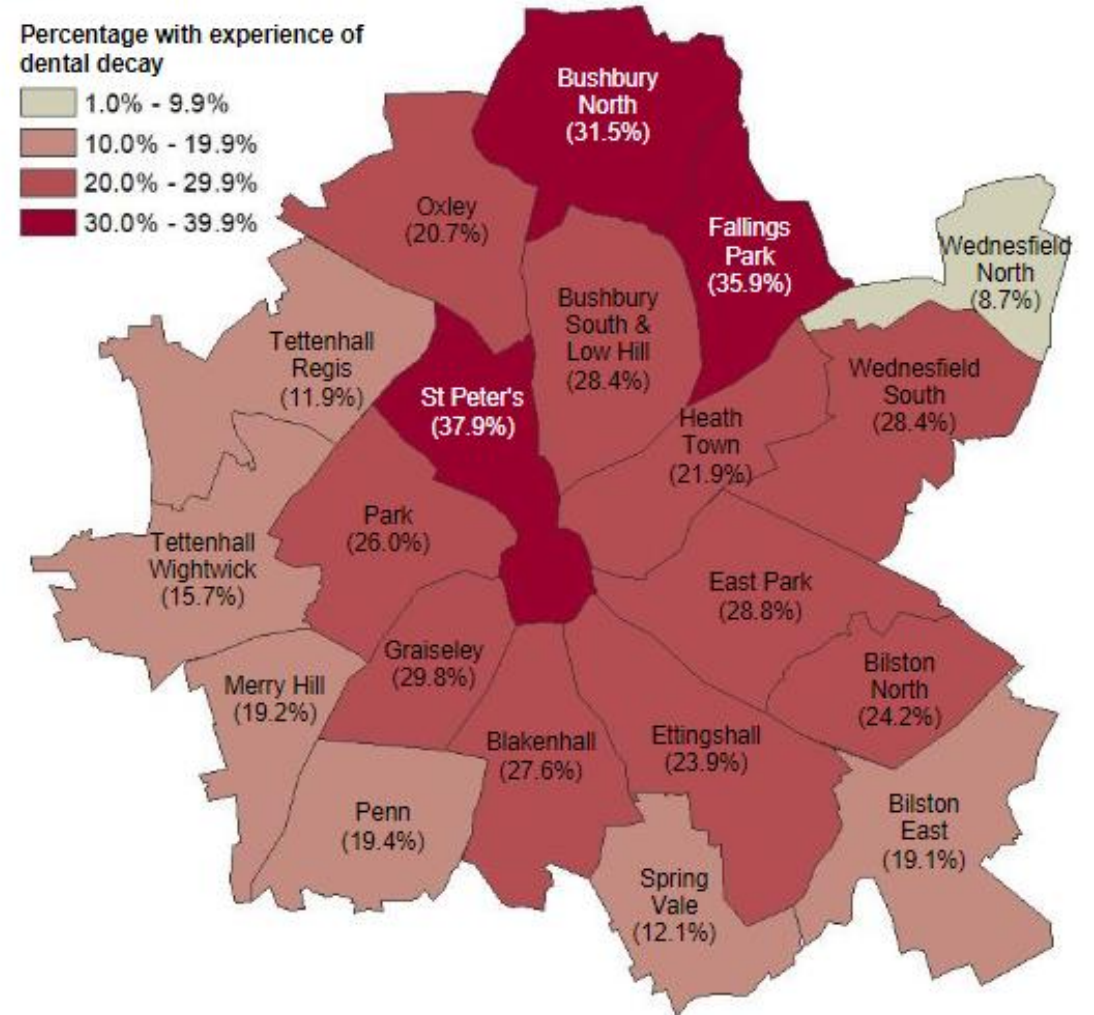 Percentage with experience of
dental decay
1.0% - 9.9%
10.0% - 19.9%
20.0% - 29.9%
30.0% - 39.9%
Bushbury
North
(31.5%)
Oxley
(20.7%)
Fallings
Park
(35.9%)
Wednesfield
North
(8.7%)
Bushbury
South &
Low Hill
(28.4%)
Tettenhall
Regis
(11.9%)
St Peter's
(37.9%)
Wednesfield
South
(28.4%)
Heath
Town
(21.9%)
Park
(26.0%)
Tettenhall
Wightwick
(15.7%)
East Park
(28.8%)
Graiseley
(29.8%)
Bilston
North
(24.2%)
Merry Hill
(19.2%)
Blakenhall
(27.6%)
Ettingshall
(23.9%)
Penn
(19.4%)
Bilston
East
(19.1%)
Spring
Vale
(12.1%)